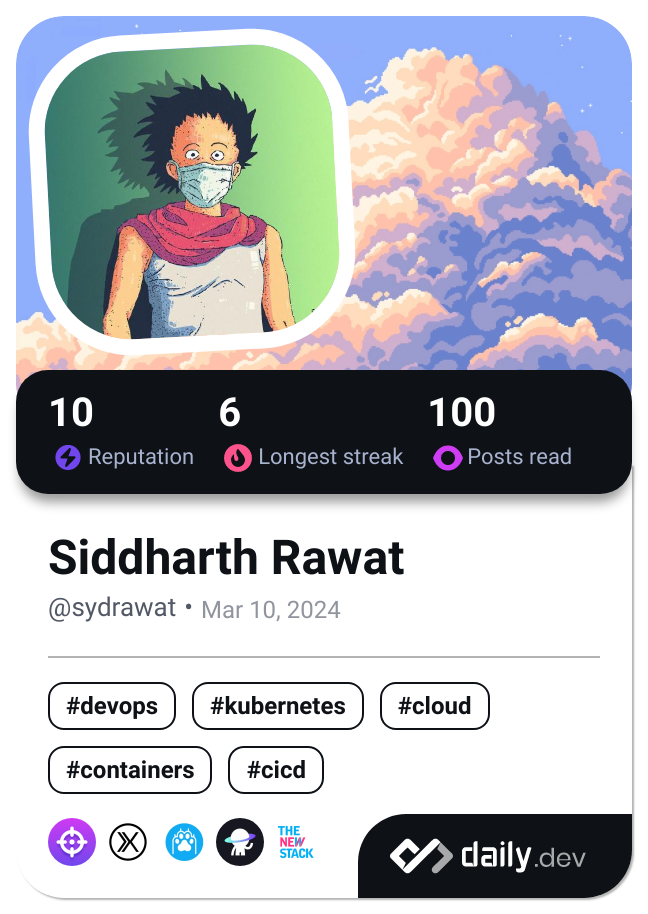 10 6 100
Reputation Longest streak Posts read
Siddharth Rawat
@sydrawat • Mar 10, 2024
#devops #kubernetes #cloud
#containers #cicd
THE
NEW
STACK
daily.dev